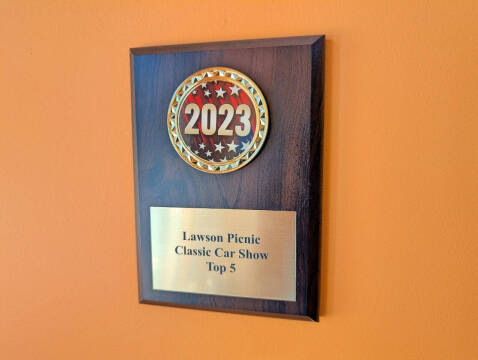 2023
Lawson Picnic
Classic Car Show
Top 5